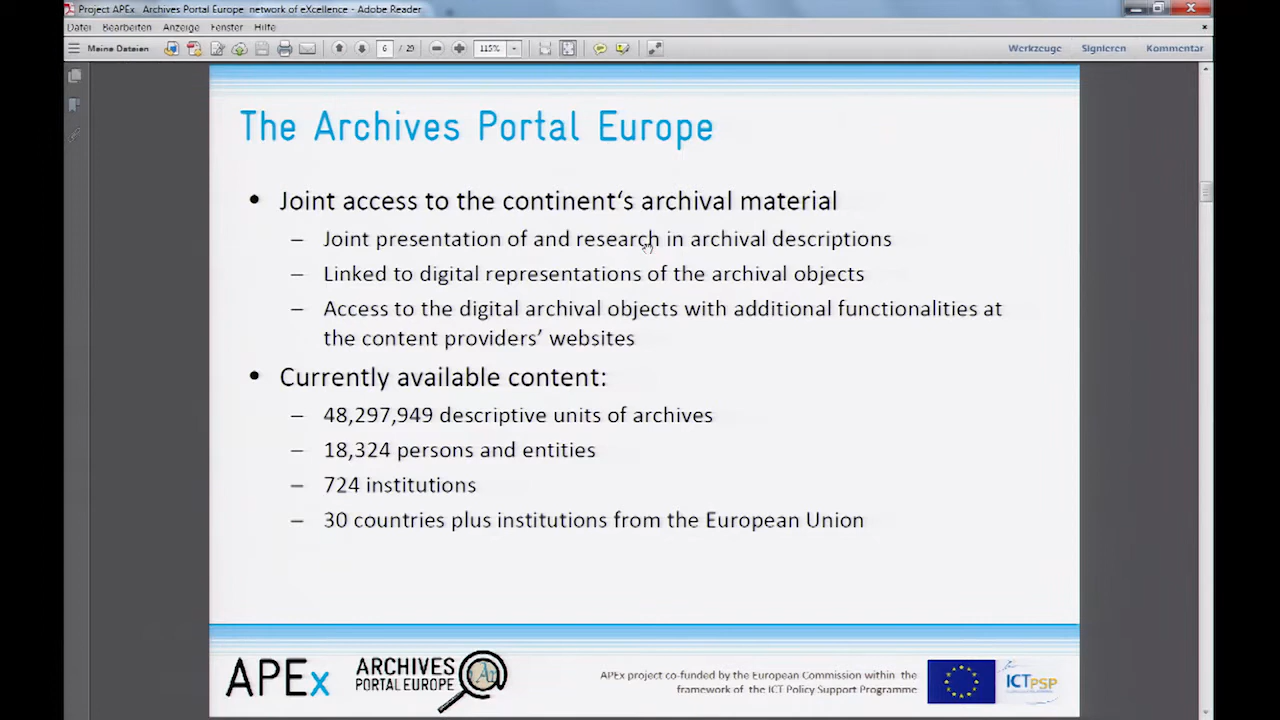 Project APEx_Archives Portal Europe network of eXcellence - Adobe Reader
Datei Bearbeiten Anzeige Fenster Hilfe
Meine Dateien 6 / 29 115% Werkzeuge Signieren Kommentar
The Archives Portal Europe
• Joint access to the continent‘s archival material
– Joint presentation of and research in archival descriptions
– Linked to digital representations of the archival objects
– Access to the digital archival objects with additional functionalities at
the content providers’ websites
• Currently available content:
– 48,297,949 descriptive units of archives
– 18,324 persons and entities
– 724 institutions
– 30 countries plus institutions from the European Union
APEx
ARCHIVES
PORTAL EUROPE
APEx project co-funded by the European Commission within the
framework of the ICT Policy Support Programme
ICT PSP